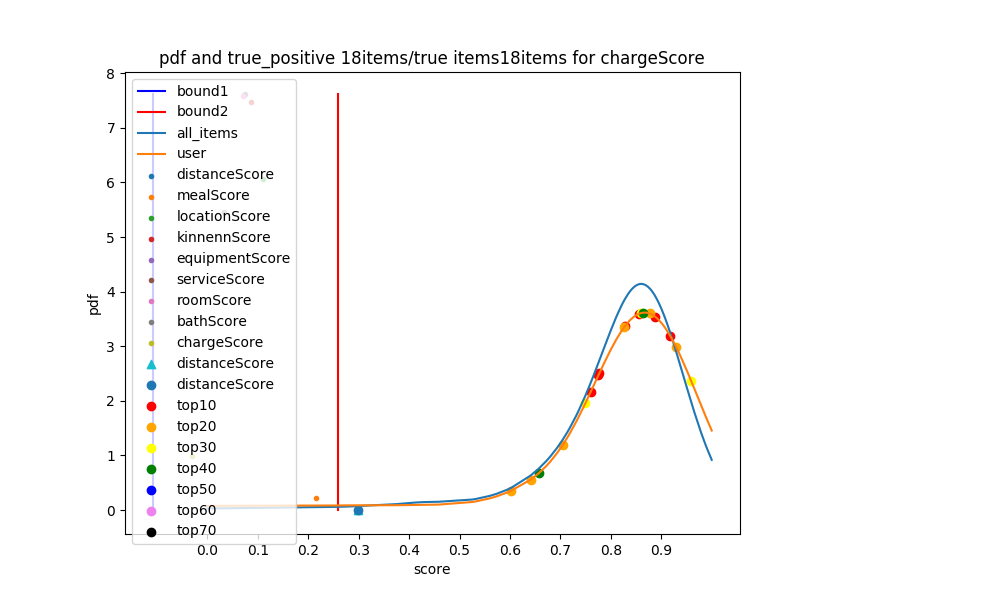 pdf and true_positive 18items/true items18items for chargeScore
8
7
6
5
4
3
2
1
0
pdf
bound1
bound2
all_items
user
distanceScore
mealScore
locationScore
kinnennScore
equipmentScore
serviceScore
roomScore
bathScore
chargeScore
distanceScore
distanceScore
top10
top20
top30
top40
top50
top60
top70
0.0 0.1 0.2 0.3 0.4 0.5 0.6 0.7 0.8 0.9
score